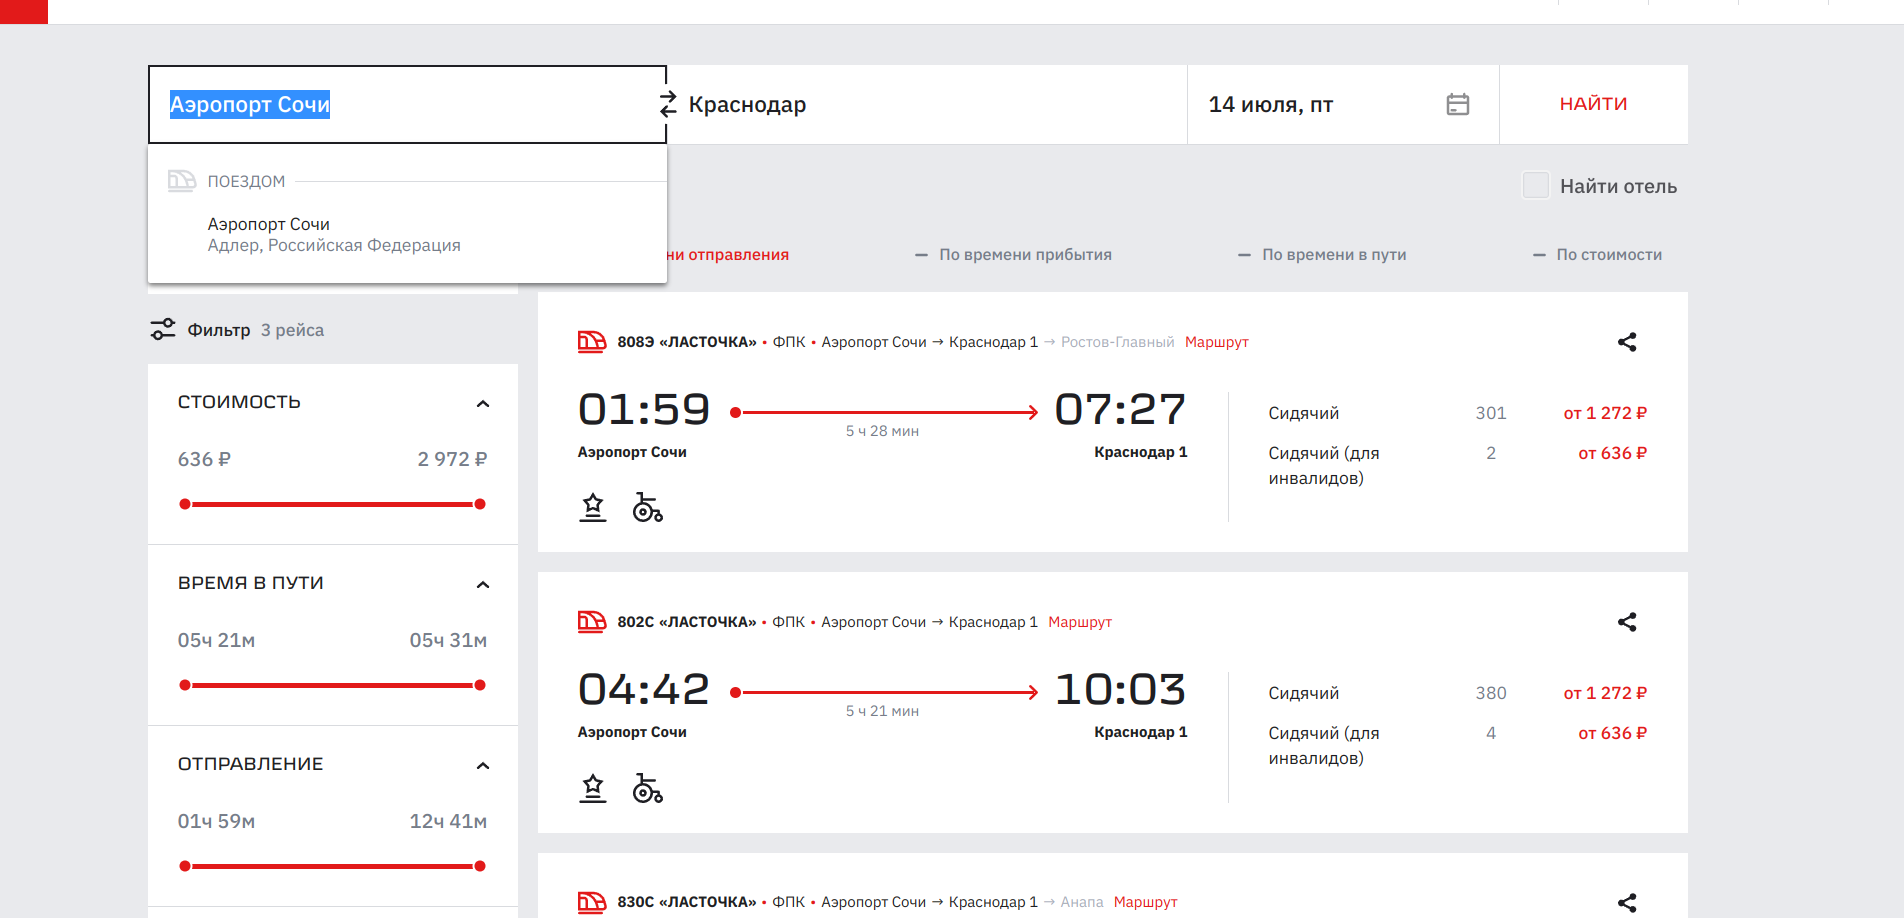 Аэропорт Сочи
Краснодар
14 июля, пт
НАЙТИ
ПОЕЗДОМ
Аэропорт Сочи
Адлер, Российская Федерация
Найти отель
ни отправления
По времени прибытия
По времени в пути
По стоимости
Фильтр 3 рейса
СТОИМОСТЬ
636 ₽ 2 972 ₽
ВРЕМЯ В ПУТИ
05ч 21м 05ч 31м
ОТПРАВЛЕНИЕ
01ч 59м 12ч 41м
808Э «ЛАСТОЧКА» • ФПК • Аэропорт Сочи → Краснодар 1 → Ростов-Главный Маршрут
01:59 07:27
5 ч 28 мин
Аэропорт Сочи Краснодар 1
Сидячий 301 от 1 272 ₽
Сидячий (для 2 от 636 ₽
инвалидов)
802С «ЛАСТОЧКА» • ФПК • Аэропорт Сочи → Краснодар 1 Маршрут
04:42 10:03
5 ч 21 мин
Аэропорт Сочи Краснодар 1
Сидячий 380 от 1 272 ₽
Сидячий (для 4 от 636 ₽
инвалидов)
830С «ЛАСТОЧКА» • ФПК • Аэропорт Сочи → Краснодар 1 → Анапа Маршрут